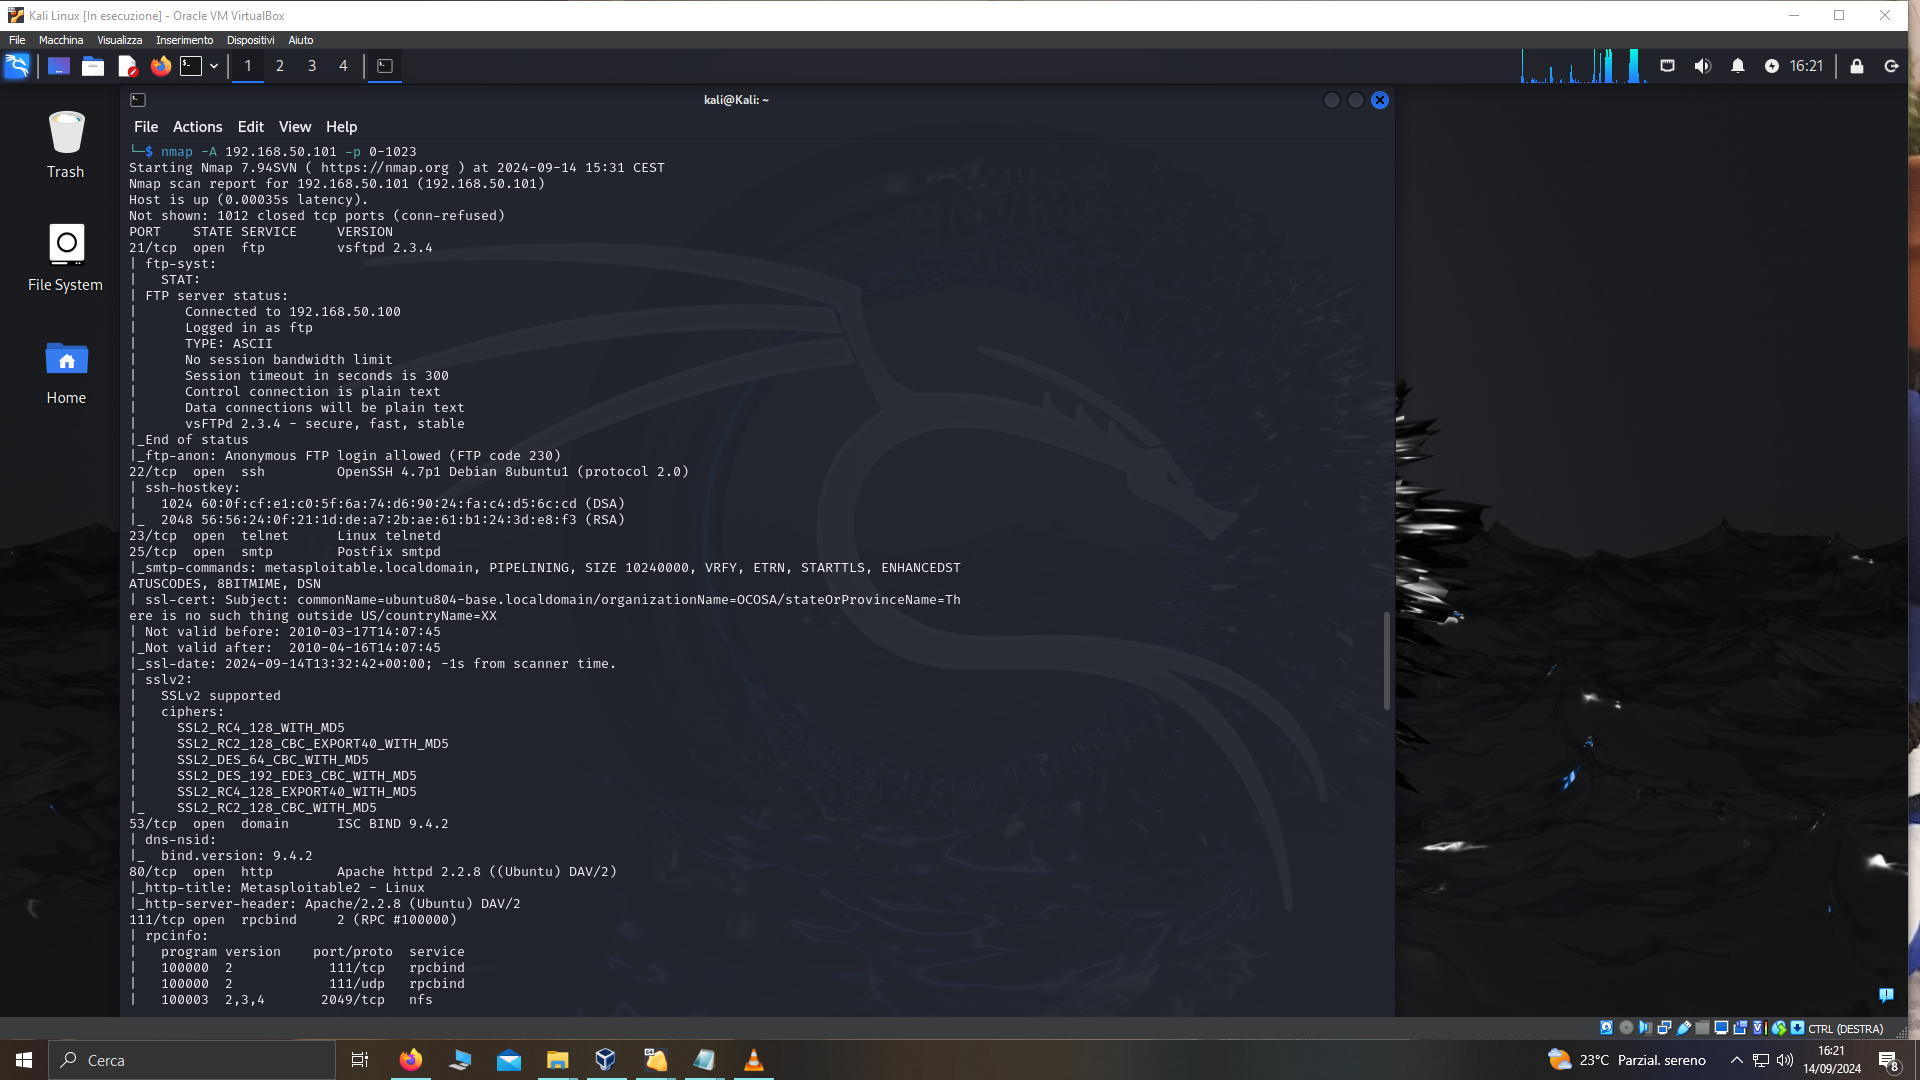 Kali Linux [In esecuzione] - Oracle VM VirtualBox
File Macchina Visualizza Inserimento Dispositivi Aiuto
1 2 3 4 16:21
kali@Kali: ~
File Actions Edit View Help
Trash
File System
Home
└─$ nmap -A 192.168.50.101 -p 0-1023
Starting Nmap 7.94SVN ( https://nmap.org ) at 2024-09-14 15:31 CEST
Nmap scan report for 192.168.50.101 (192.168.50.101)
Host is up (0.00035s latency).
Not shown: 1012 closed tcp ports (conn-refused)
PORT    STATE SERVICE     VERSION
21/tcp  open  ftp         vsftpd 2.3.4
| ftp-syst:
|   STAT:
| FTP server status:
|      Connected to 192.168.50.100
|      Logged in as ftp
|      TYPE: ASCII
|      No session bandwidth limit
|      Session timeout in seconds is 300
|      Control connection is plain text
|      Data connections will be plain text
|      vsFTPd 2.3.4 - secure, fast, stable
|_End of status
|_ftp-anon: Anonymous FTP login allowed (FTP code 230)
22/tcp  open  ssh         OpenSSH 4.7p1 Debian 8ubuntu1 (protocol 2.0)
| ssh-hostkey:
|   1024 60:0f:cf:e1:c0:5f:6a:74:d6:90:24:fa:c4:d5:6c:cd (DSA)
|_  2048 56:56:24:0f:21:1d:de:a7:2b:ae:61:b1:24:3d:e8:f3 (RSA)
23/tcp  open  telnet      Linux telnetd
25/tcp  open  smtp        Postfix smtpd
|_smtp-commands: metasploitable.localdomain, PIPELINING, SIZE 10240000, VRFY, ETRN, STARTTLS, ENHANCEDST
ATUSCODES, 8BITMIME, DSN
| ssl-cert: Subject: commonName=ubuntu804-base.localdomain/organizationName=OCOSA/stateOrProvinceName=Th
ere is no such thing outside US/countryName=XX
| Not valid before: 2010-03-17T14:07:45
|_Not valid after:  2010-04-16T14:07:45
|_ssl-date: 2024-09-14T13:32:42+00:00; -1s from scanner time.
| sslv2:
|   SSLv2 supported
|   ciphers:
|     SSL2_RC4_128_WITH_MD5
|     SSL2_RC2_128_CBC_EXPORT40_WITH_MD5
|     SSL2_DES_64_CBC_WITH_MD5
|     SSL2_DES_192_EDE3_CBC_WITH_MD5
|     SSL2_RC4_128_EXPORT40_WITH_MD5
|_    SSL2_RC2_128_CBC_WITH_MD5
53/tcp  open  domain      ISC BIND 9.4.2
| dns-nsid:
|_  bind.version: 9.4.2
80/tcp  open  http        Apache httpd 2.2.8 ((Ubuntu) DAV/2)
|_http-title: Metasploitable2 - Linux
|_http-server-header: Apache/2.2.8 (Ubuntu) DAV/2
111/tcp open  rpcbind     2 (RPC #100000)
| rpcinfo:
|   program version    port/proto  service
|   100000  2            111/tcp   rpcbind
|   100000  2            111/udp   rpcbind
|   100003  2,3,4       2049/tcp   nfs
CTRL (DESTRA)
Cerca
23°C Parzial. sereno
16:21
14/09/2024
8